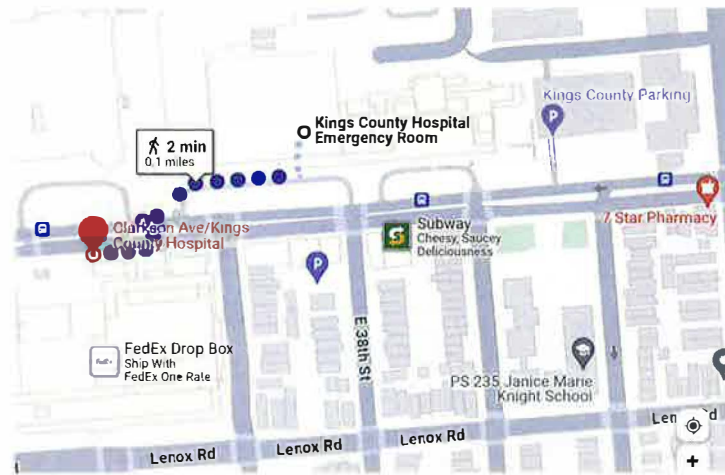 Kings County Parking
Kings County Hospital
Emergency Room
2 min
0.1 miles
P
7 Star Pharmacy
Clarkson Ave/Kings
County Hospital
Subway
Cheesy, Saucey
Deliciousness
P
E 38th St
FedEx
FedEx Drop Box
Ship With
FedEx One Rate
PS 235 Janice Marie
Knight School
Lenox Rd
Lenox Rd
Lenox Rd